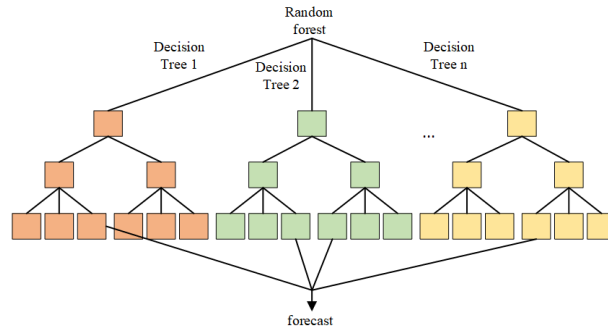 Random
forest
Decision
Tree 1
Decision
Tree 2
Decision
Tree n
...
forecast